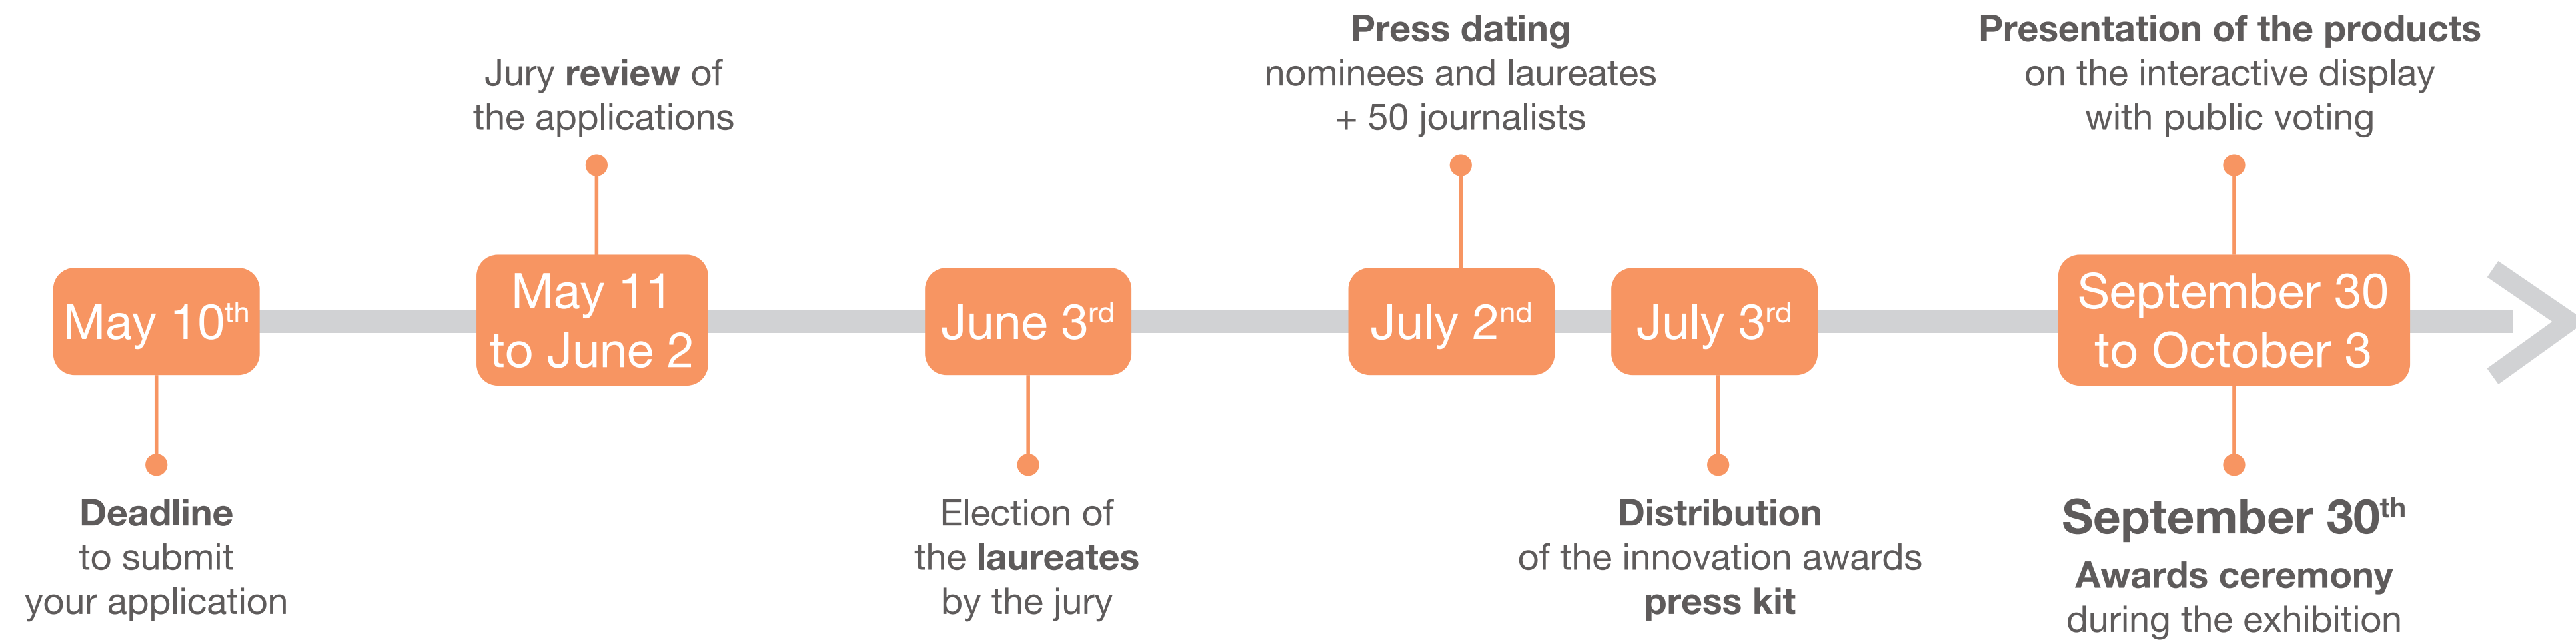 Deadline
to submit
your application
May 10th
Jury review of
the applications
May 11
to June 2
June 3rd
Election of
the laureates
by the jury
Press dating
nominees and laureates
+ 50 journalists
July 2nd
July 3rd
Distribution
of the innovation awards
press kit
Presentation of the products
on the interactive display
with public voting
September 30
to October 3
September 30th
Awards ceremony
during the exhibition